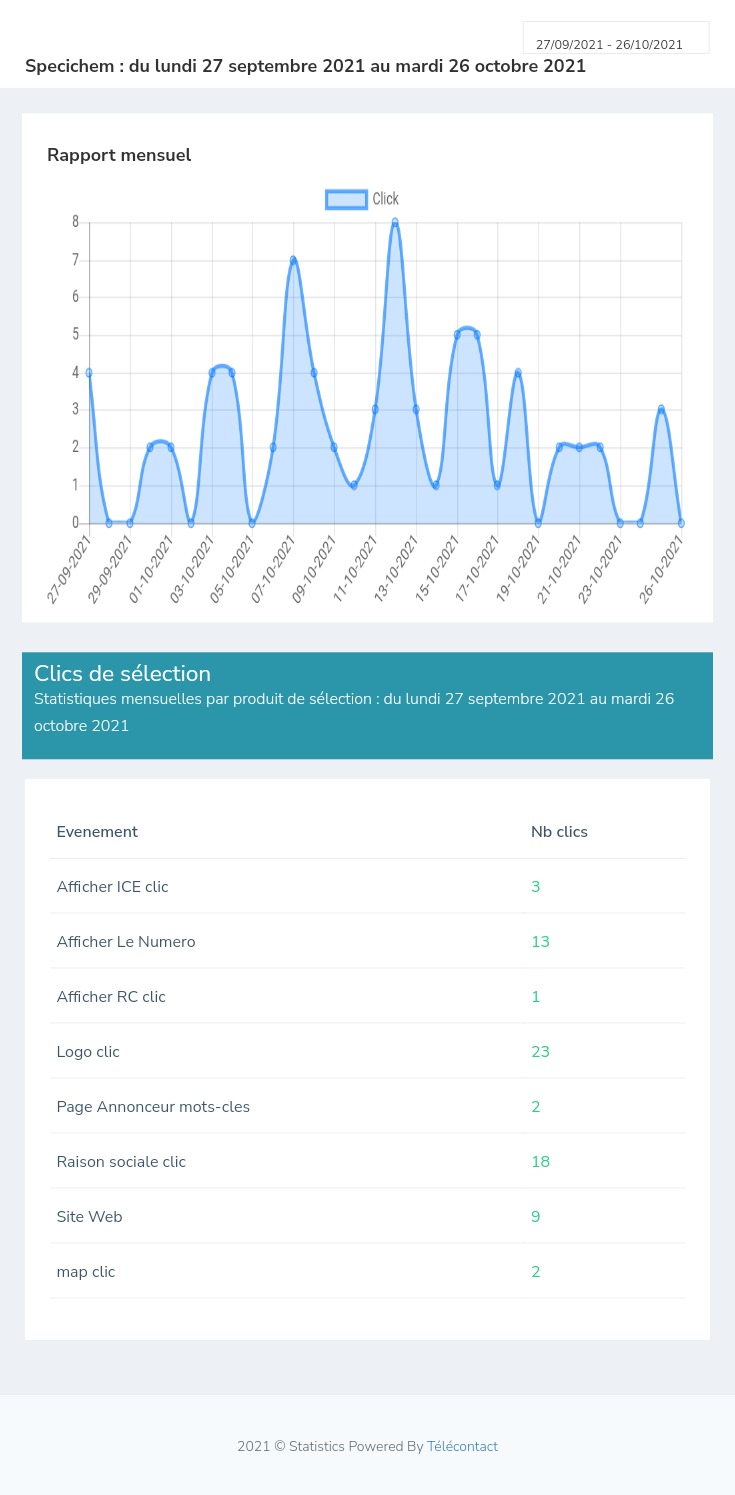 27/09/2021 - 26/10/2021
Specichem : du lundi 27 septembre 2021 au mardi 26 octobre 2021
Rapport mensuel
Click
8
7
6
5
4
3
2
1
0
27-09-2021
29-09-2021
01-10-2021
03-10-2021
05-10-2021
07-10-2021
09-10-2021
11-10-2021
13-10-2021
15-10-2021
17-10-2021
19-10-2021
21-10-2021
23-10-2021
26-10-2021
Clics de sélection
Statistiques mensuelles par produit de sélection : du lundi 27 septembre 2021 au mardi 26
octobre 2021
Evenement Nb clics
Afficher ICE clic 3
Afficher Le Numero 13
Afficher RC clic 1
Logo clic 23
Page Annonceur mots-cles 2
Raison sociale clic 18
Site Web 9
map clic 2
2021 © Statistics Powered By Télécontact